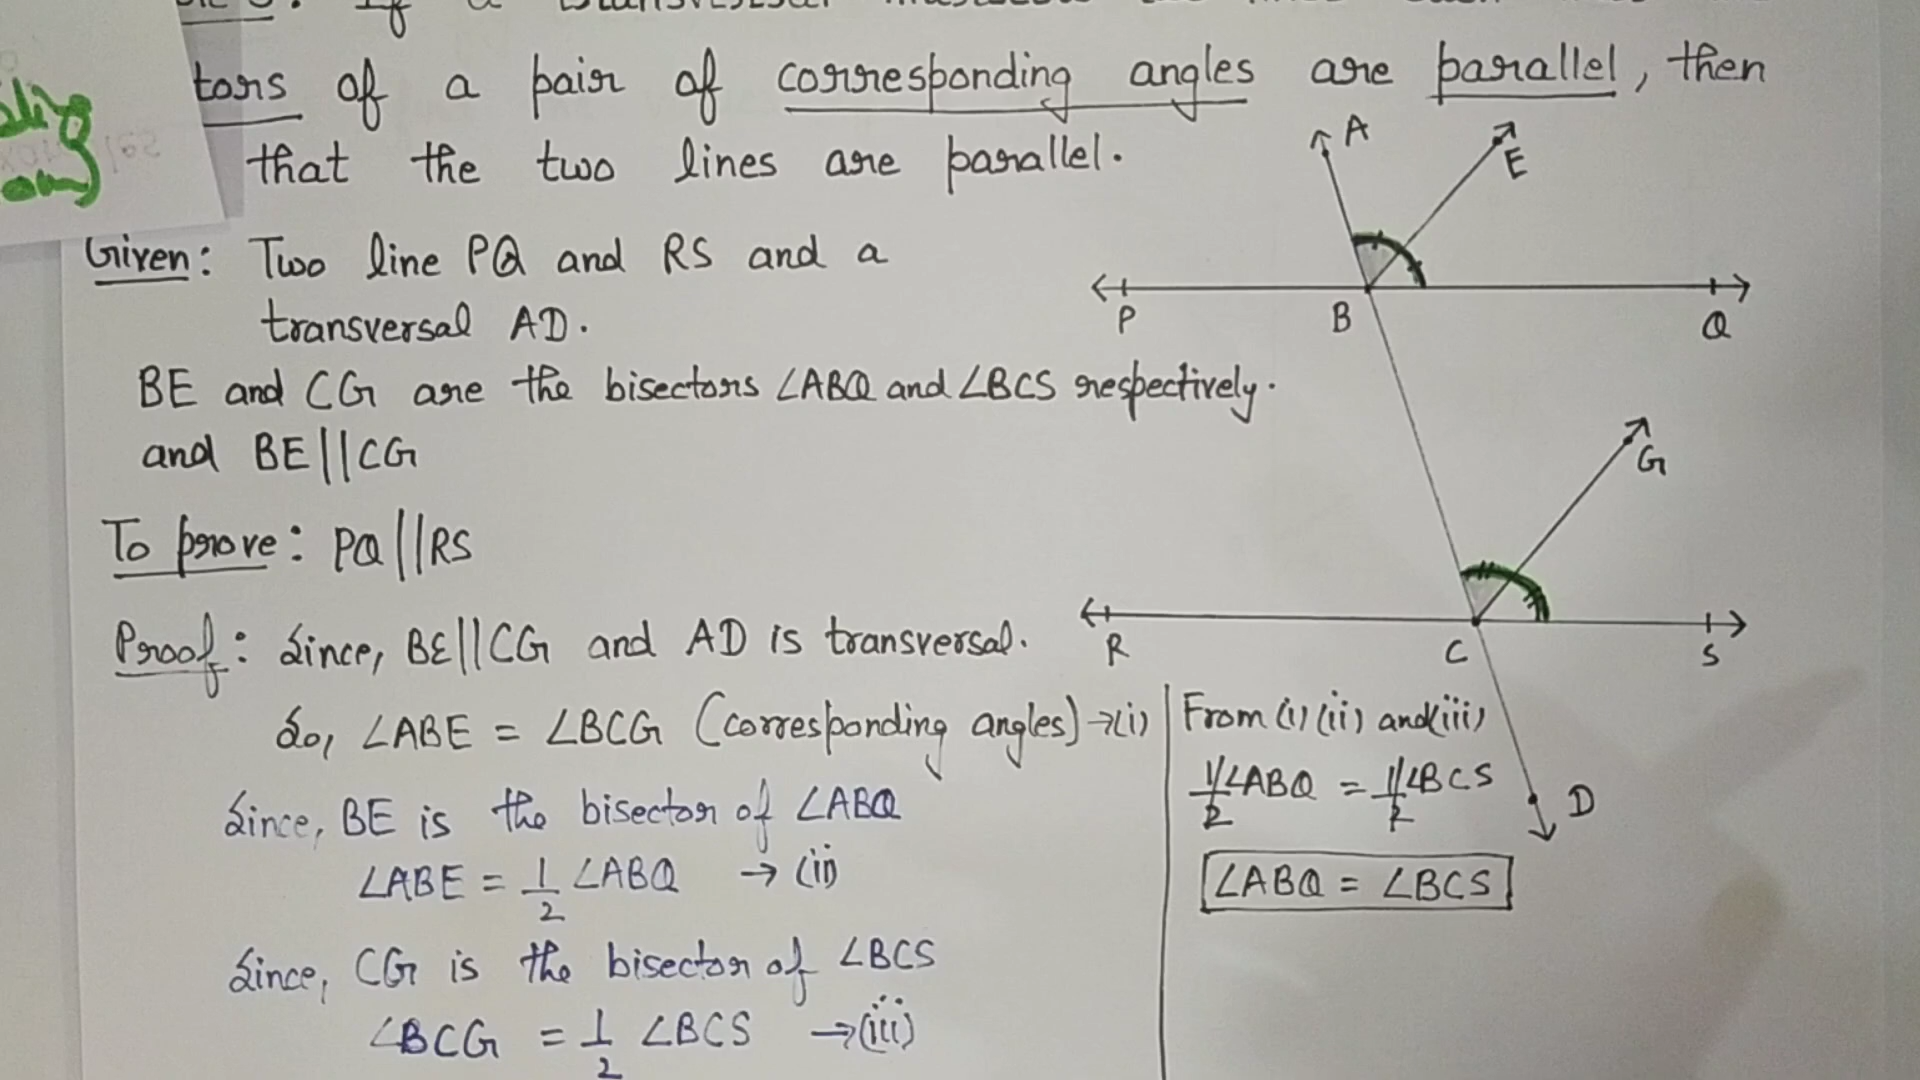 tors of a pair of corresponding angles are parallel, then
that the two lines are parallel.
Given: Two line PQ and RS and a
transversal AD.
BE and CG are the bisectors ∠ABQ and ∠BCS respectively.
and BE||CG
To prove: PQ||RS
Proof: Since, BE||CG and AD is transversal.
So, ∠ABE = ∠BCG (corresponding angles) → (i)
Since, BE is the bisector of ∠ABQ
∠ABE = 1/2 ∠ABQ → (ii)
Since, CG is the bisector of ∠BCS
∠BCG = 1/2 ∠BCS → (iii)
From (i) (ii) and (iii)
1/2 ∠ABQ = 1/2 ∠BCS
∠ABQ = ∠BCS
A
E
P
B
Q
G
R
C
S
D